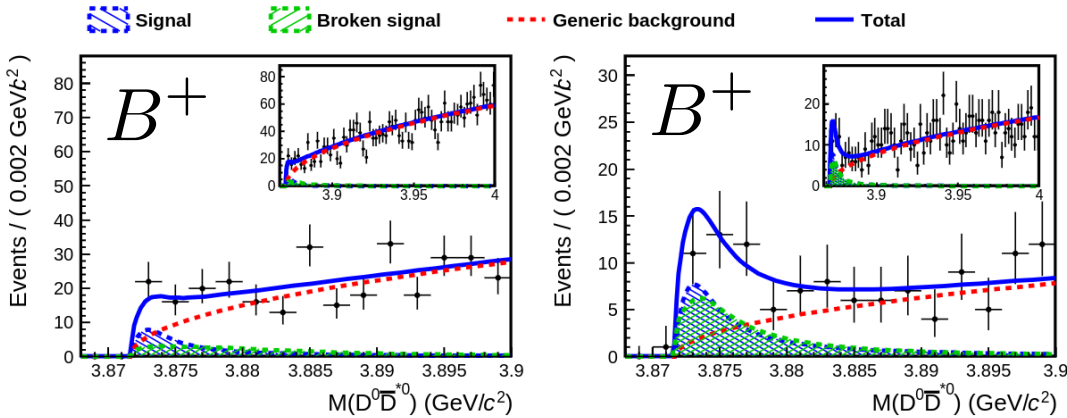 Signal Broken signal Generic background Total
B⁺
Events / ( 0.002 GeV/c²)
80
70
60
50
40
30
20
10
0
3.87 3.875 3.88 3.885 3.89 3.895 3.9
M(D⁰D̅*⁰) (GeV/c²)
80
60
40
20
0
3.9 3.95 4
B⁺
Events / ( 0.002 GeV/c²)
30
25
20
15
10
5
0
3.87 3.875 3.88 3.885 3.89 3.895 3.9
M(D⁰D̅*⁰) (GeV/c²)
20
10
0
3.9 3.95 4